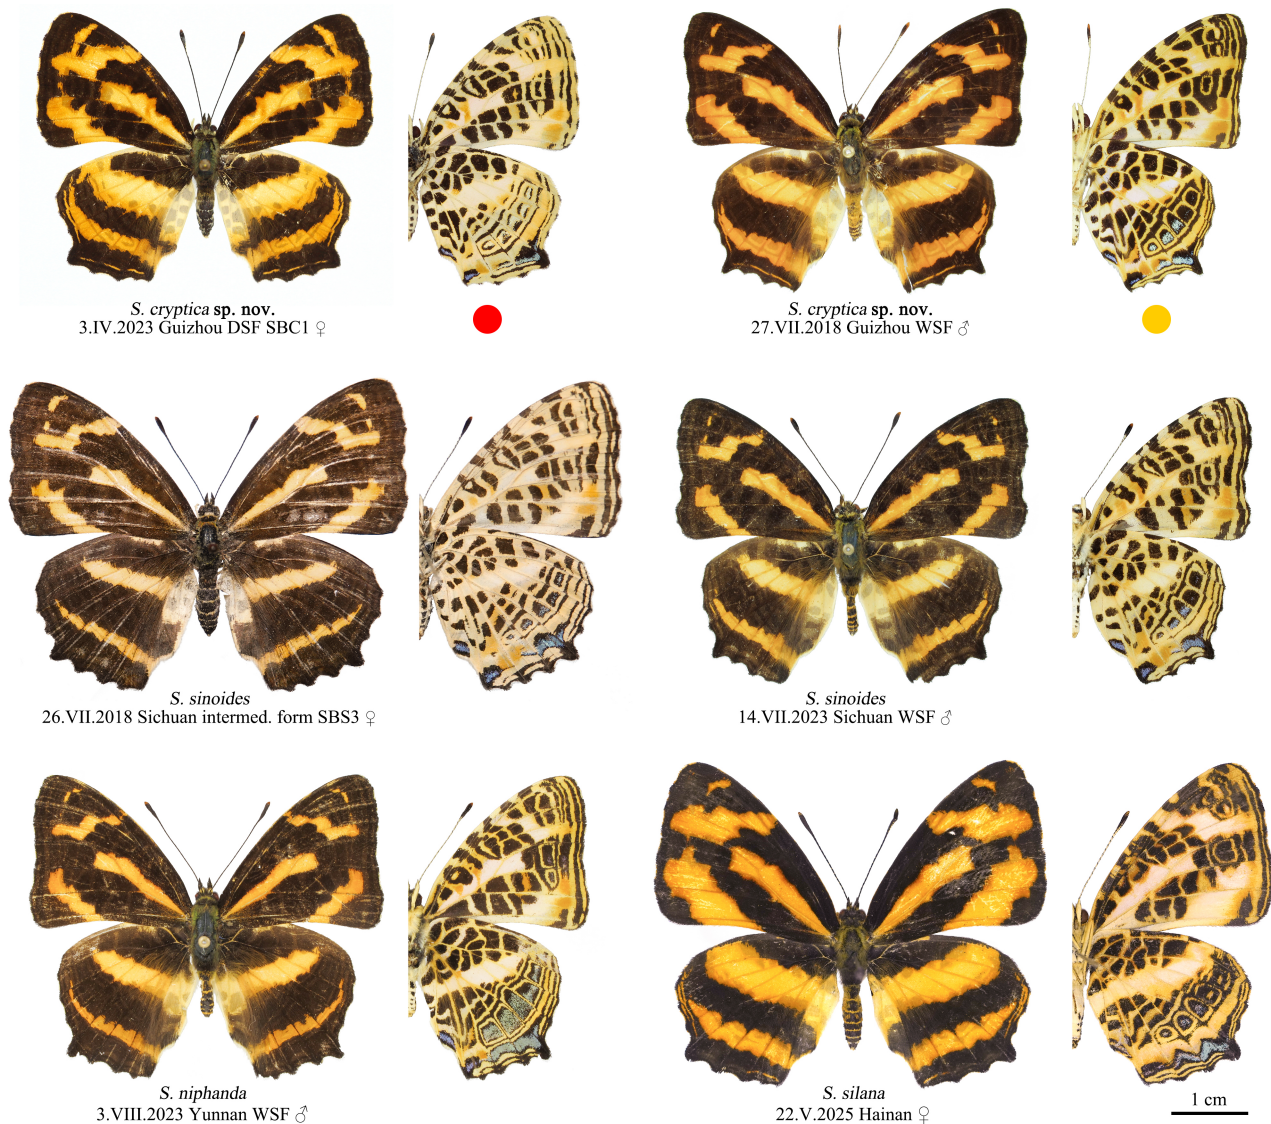 S. cryptica sp. nov.
3.IV.2023 Guizhou DSF SBC1 ♀
S. cryptica sp. nov.
27.VII.2018 Guizhou WSF ♂
S. sinoides
26.VII.2018 Sichuan intermed. form SBS3 ♀
S. sinoides
14.VII.2023 Sichuan WSF ♂
S. niphanda
3.VIII.2023 Yunnan WSF ♂
S. silana
22.V.2025 Hainan ♀
1 cm